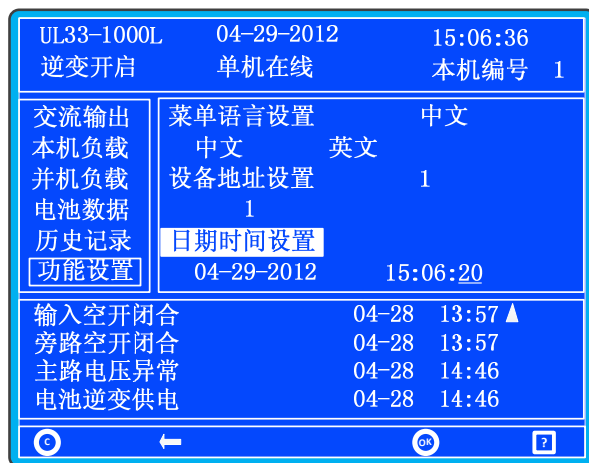 UL33-1000L 04-29-2012 15:06:36
逆变开启 单机在线 本机编号 1
交流输出
本机负载
并机负载
电池数据
历史记录
功能设置
菜单语言设置 中文
中文 英文
设备地址设置 1
1
日期时间设置
04-29-2012 15:06:20
输入空开闭合 04-28 13:57
旁路空开闭合 04-28 13:57
主路电压异常 04-28 14:46
电池逆变供电 04-28 14:46
C OK ?